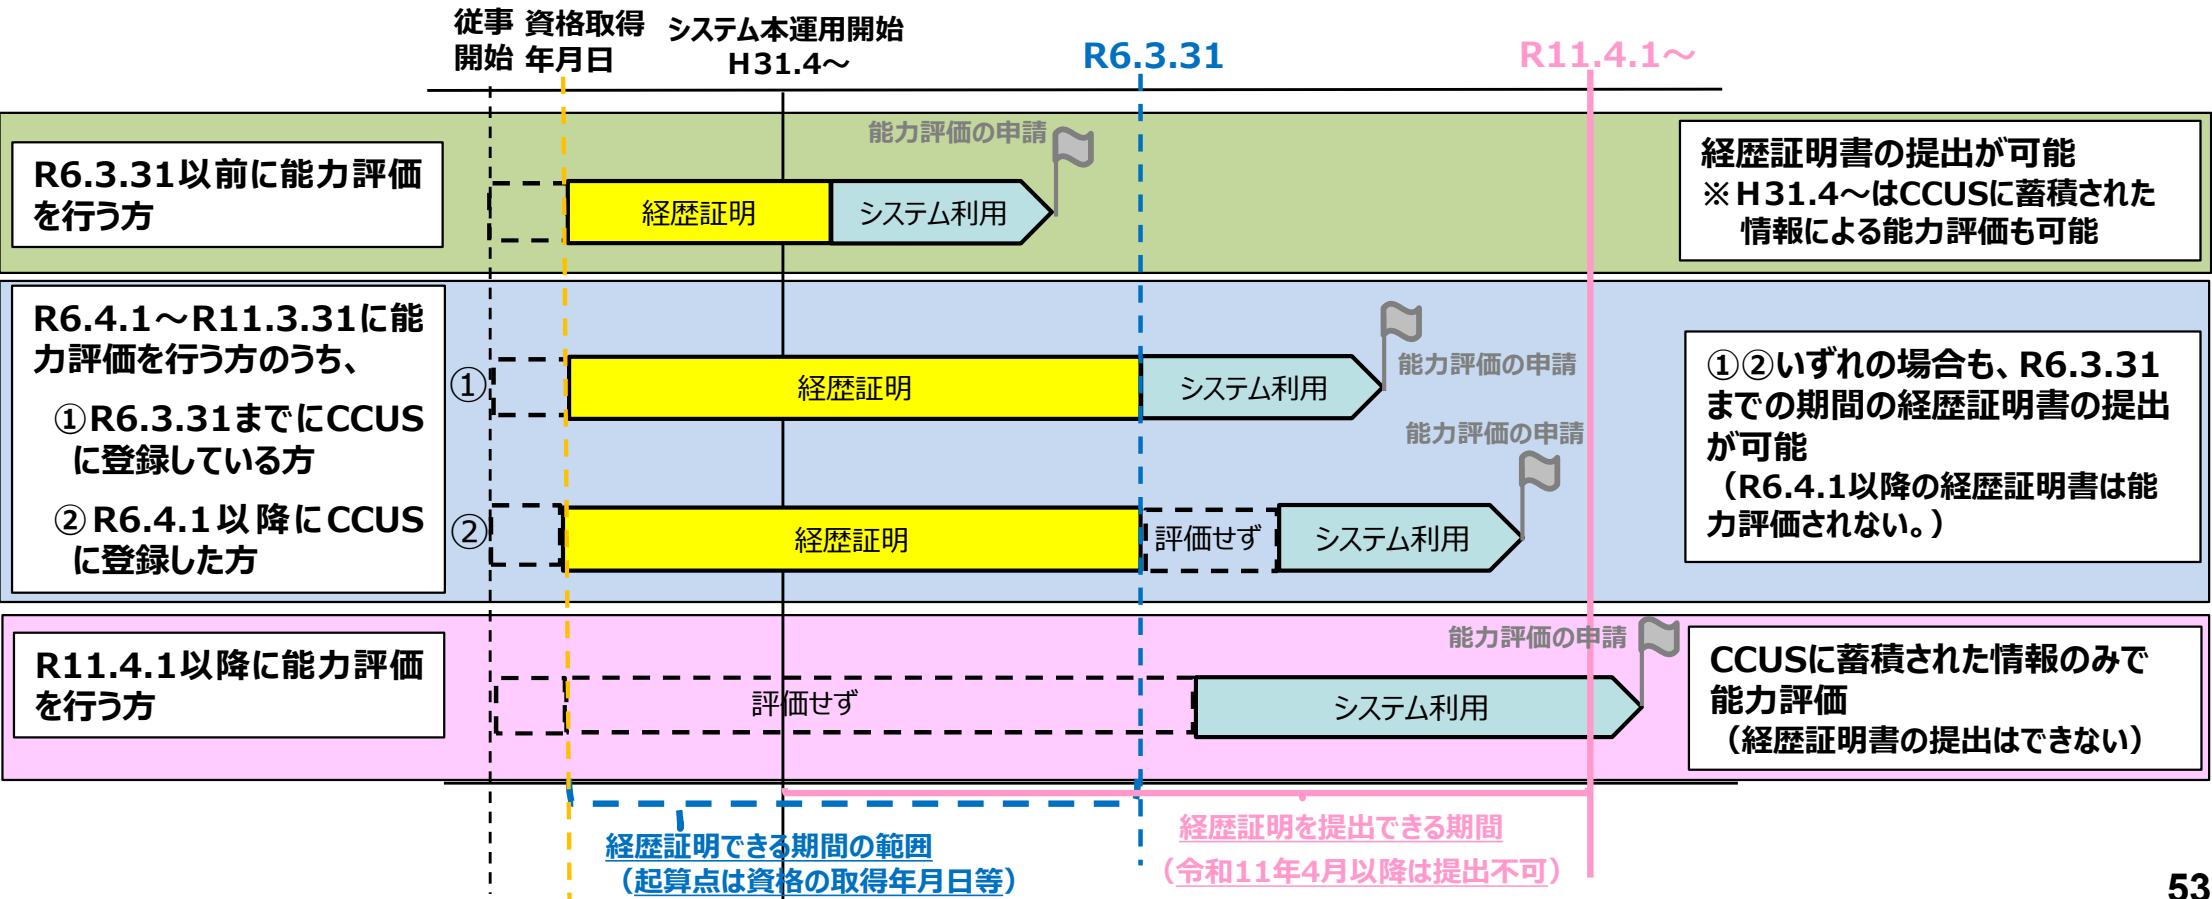 従事
開始
資格取得
年月日
システム本運用開始
H31.4～
R6.3.31
R11.4.1～
R6.3.31以前に能力評価
を行う方
経歴証明
システム利用
能力評価の申請
経歴証明書の提出が可能
※H31.4～はCCUSに蓄積された
情報による能力評価も可能
R6.4.1～R11.3.31に能
力評価を行う方のうち、
①R6.3.31までにCCUS
に登録している方
②R6.4.1以降にCCUS
に登録した方
①
経歴証明
システム利用
能力評価の申請
②
経歴証明
評価せず
システム利用
能力評価の申請
①②いずれの場合も、R6.3.31
までの期間の経歴証明書の提出
が可能
（R6.4.1以降の経歴証明書は能
力評価されない。）
R11.4.1以降に能力評価
を行う方
評価せず
システム利用
能力評価の申請
CCUSに蓄積された情報のみで
能力評価
（経歴証明書の提出はできない）
経歴証明できる期間の範囲
（起算点は資格の取得年月日等）
経歴証明を提出できる期間
（令和11年4月以降は提出不可）
53